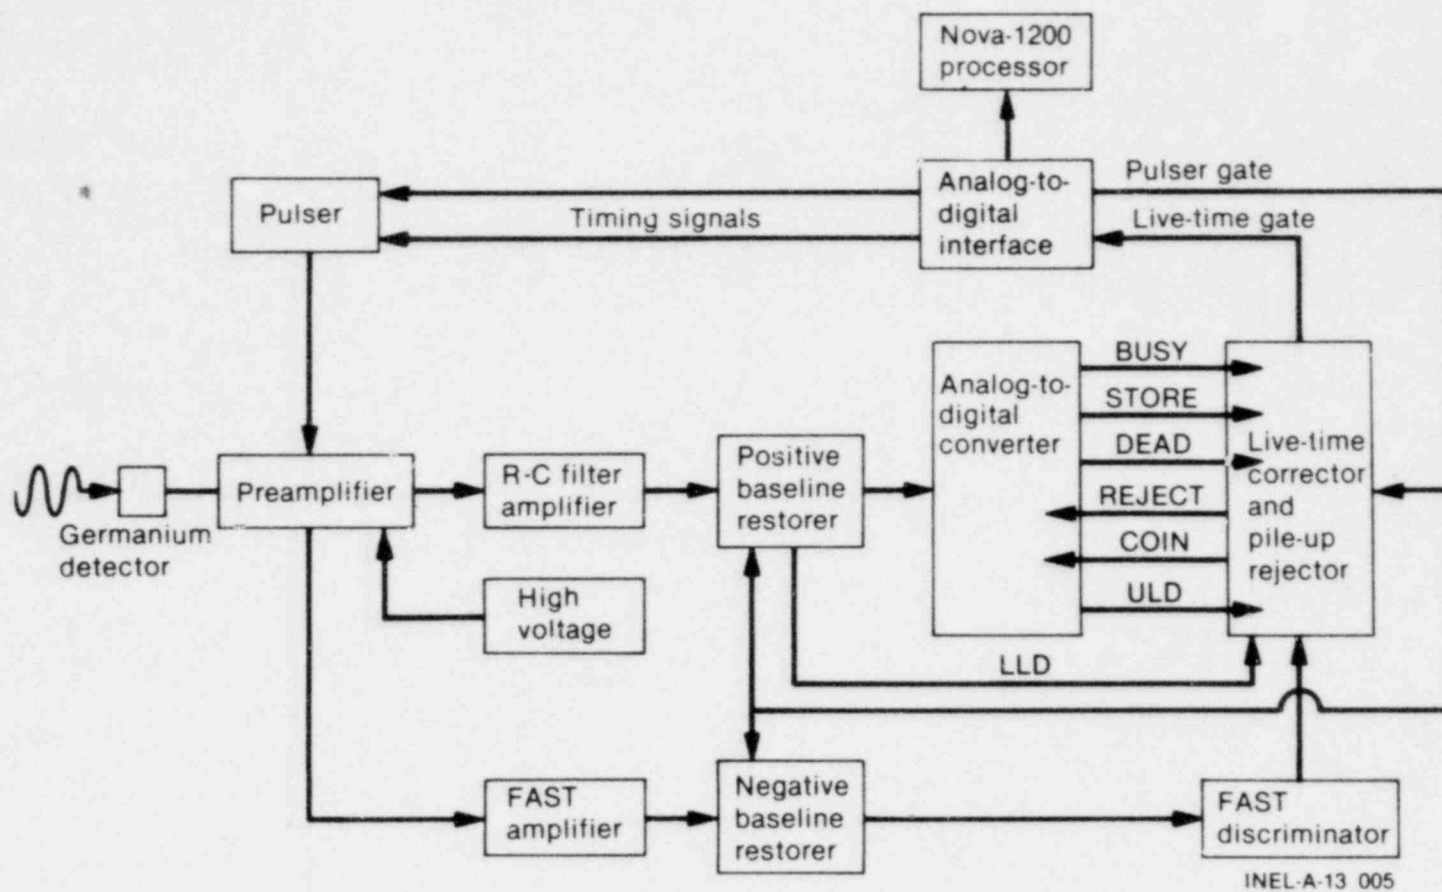 Nova-1200
processor
Analog-to-
digital
interface
Pulser gate
Live-time gate
Pulser
Timing signals
Analog-to-
digital
converter
BUSY
STORE
DEAD
REJECT
COIN
ULD
Live-time
corrector
and
pile-up
rejector
Germanium
detector
Preamplifier
R-C filter
amplifier
Positive
baseline
restorer
High
voltage
LLD
FAST
amplifier
Negative
baseline
restorer
FAST
discriminator
INEL-A-13 005